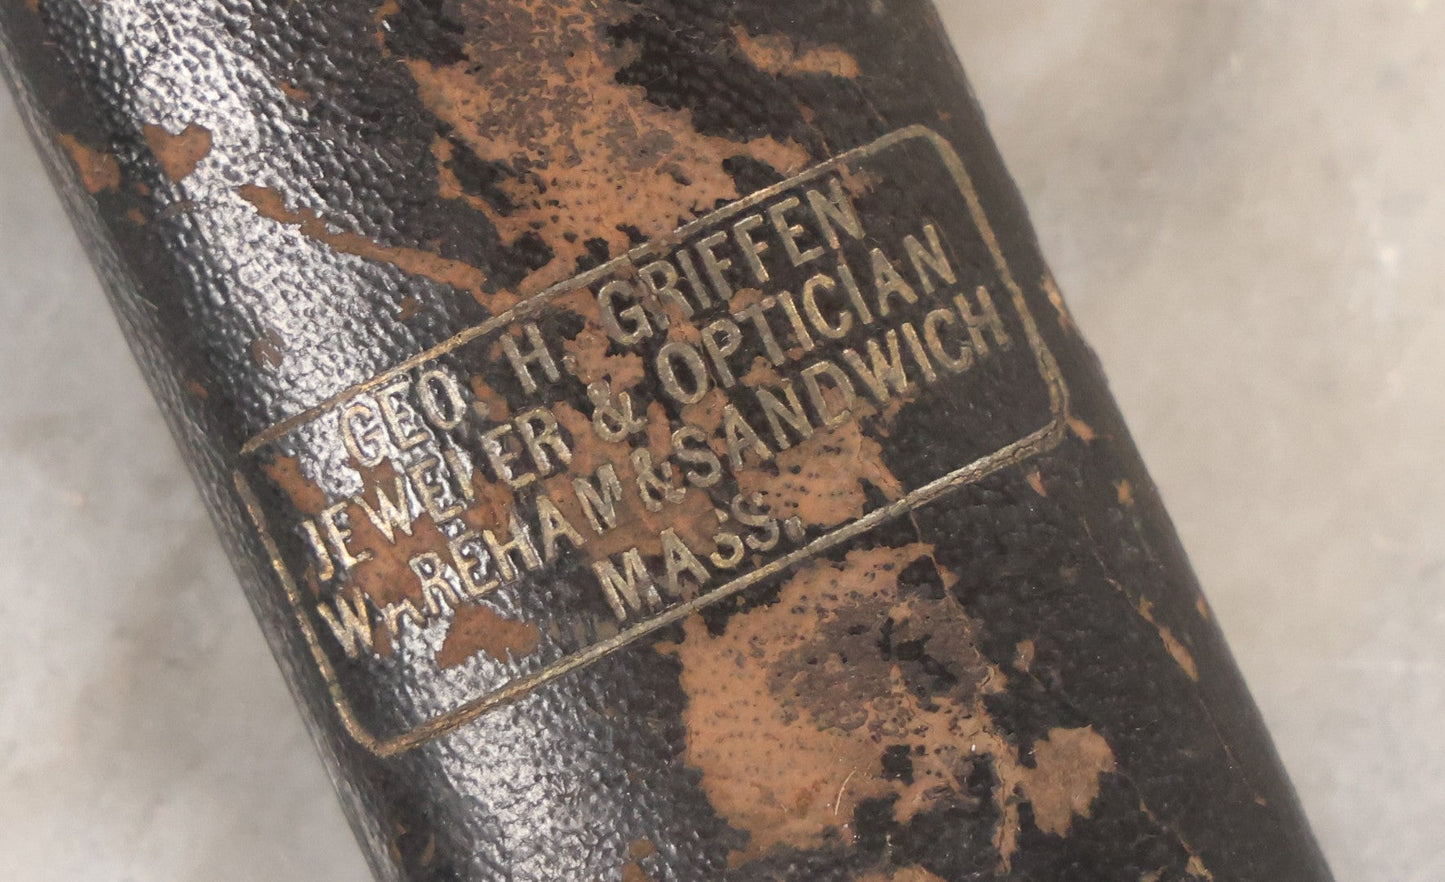 GEO. H. GRIFFEN
JEWELER & OPTICIAN
WAREHAM & SANDWICH
MASS.